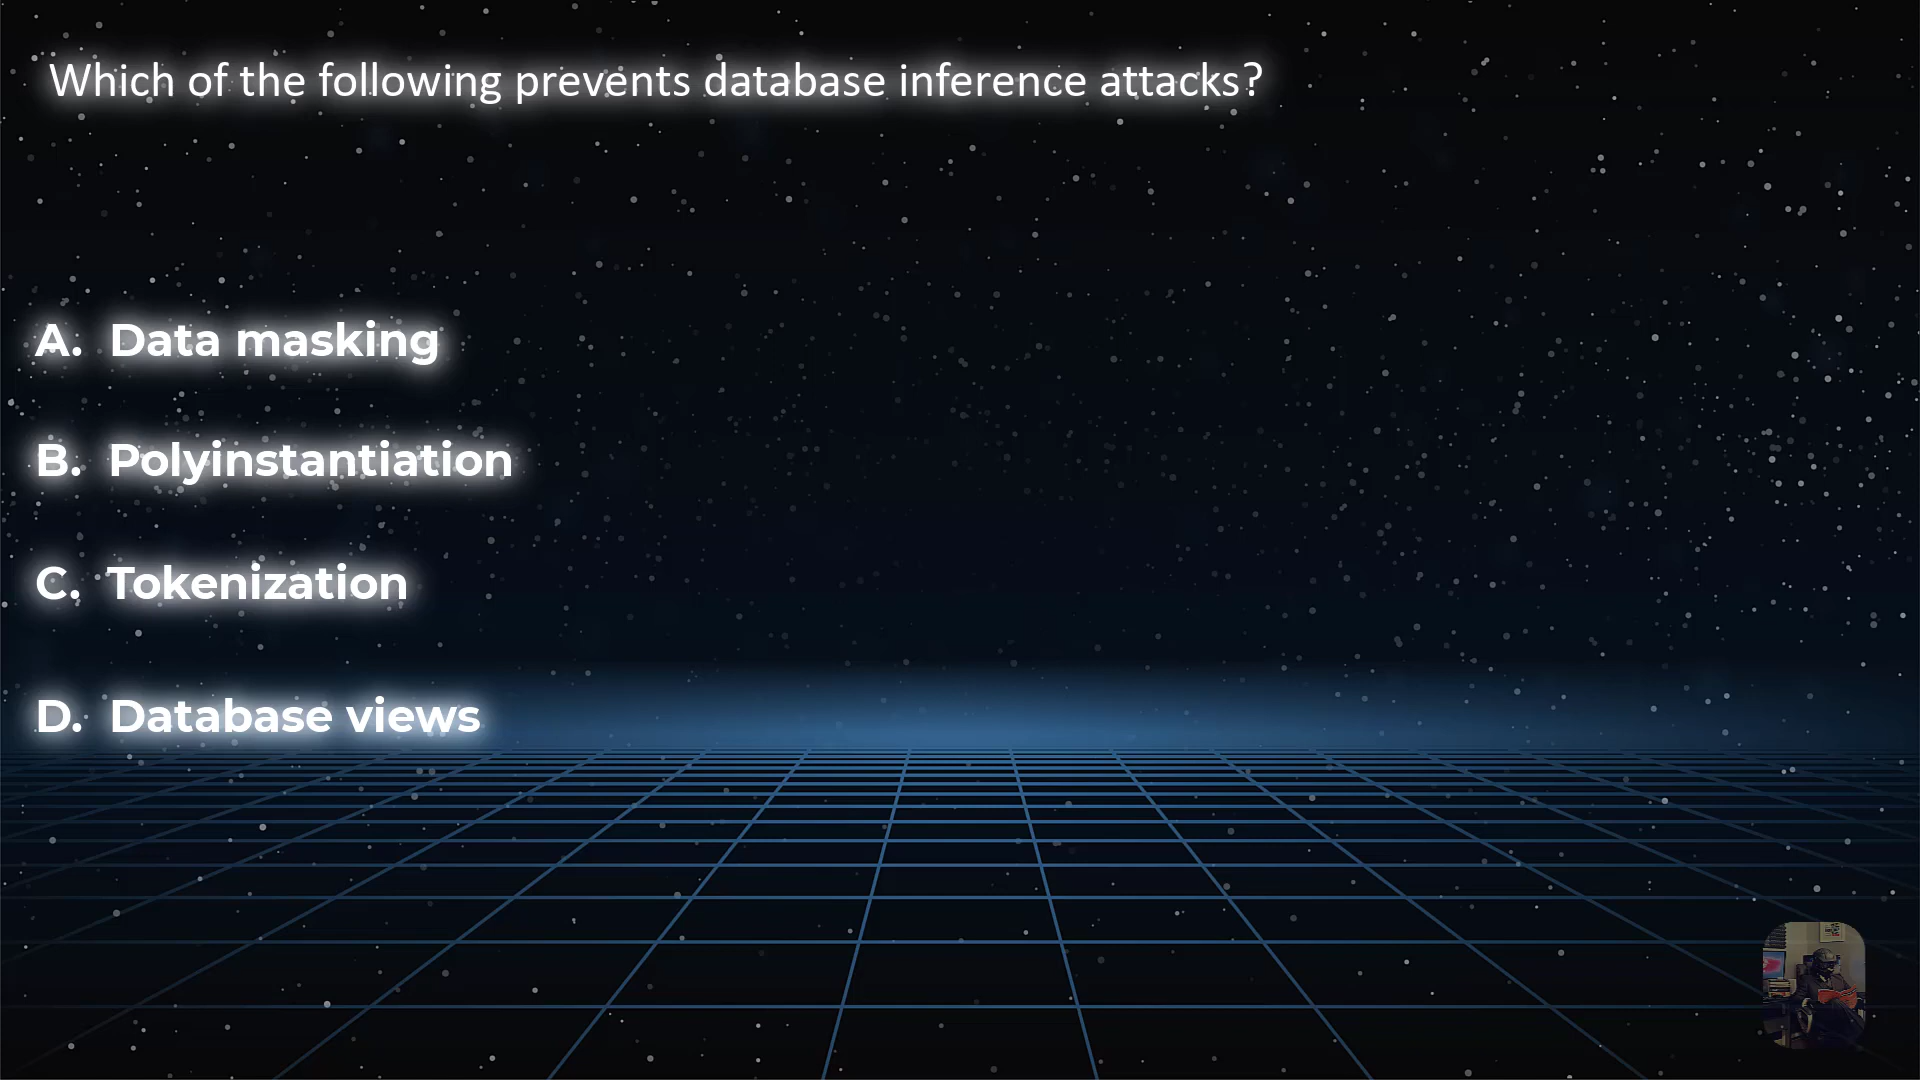 Which of the following prevents database inference attacks?
A. Data masking
B. Polyinstantiation
C. Tokenization
D. Database views